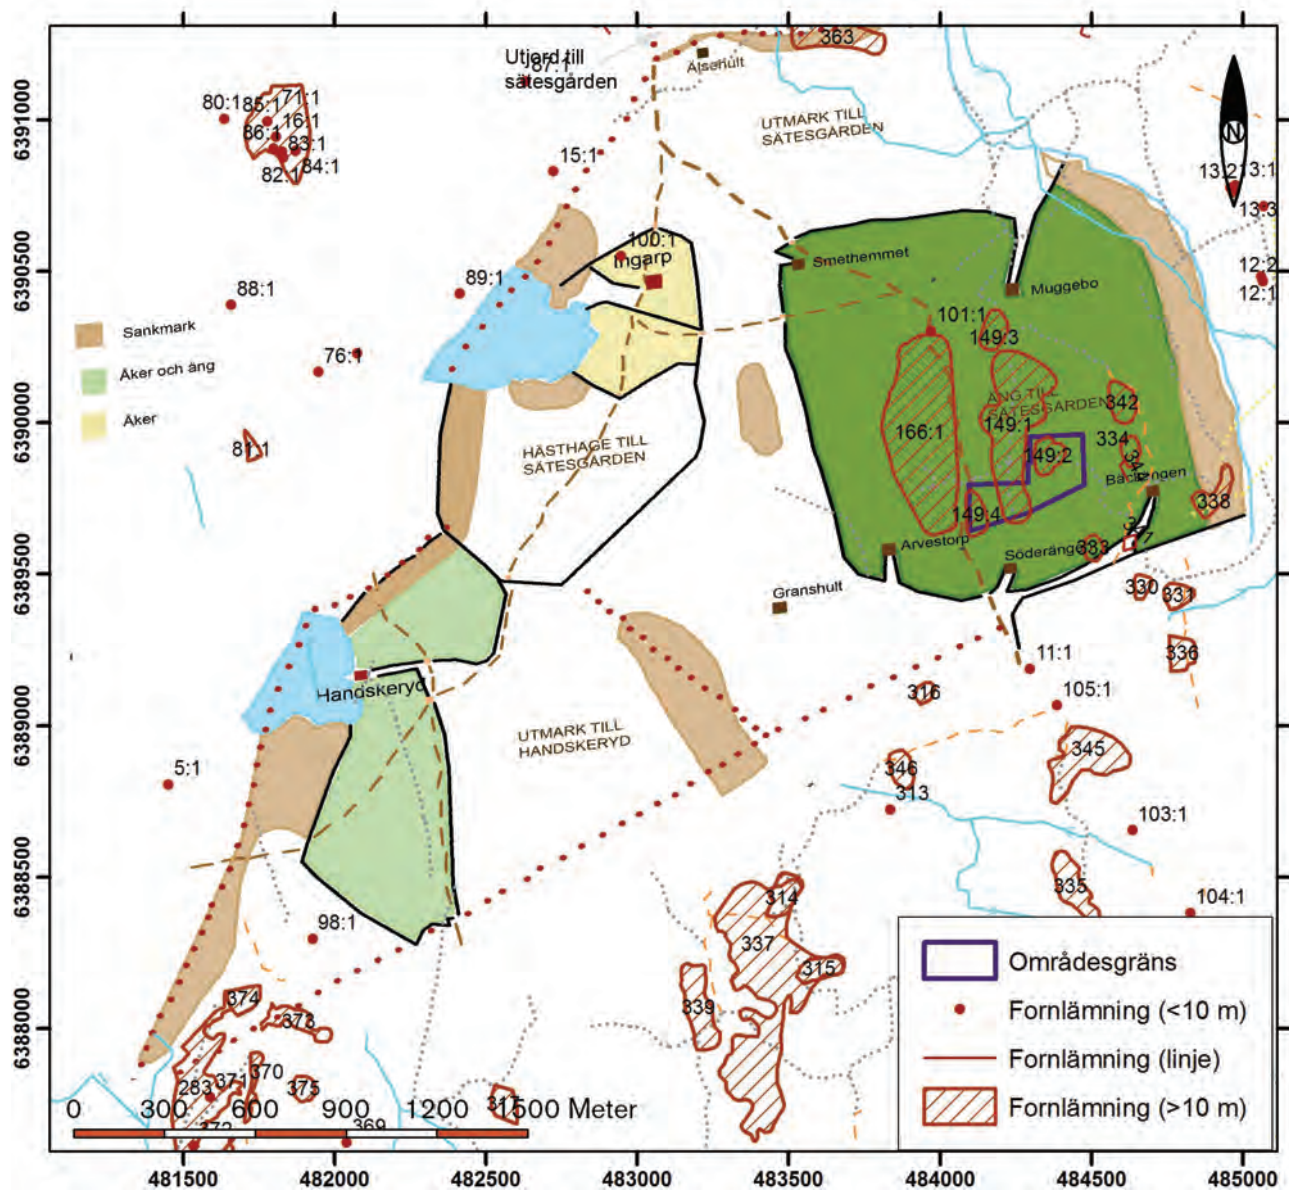 363
Utjord till
87:1
sätesgården
Älsehult
80:1
85:1
71:1
16:1
86:1
83:1
84:1
82:1
UTMARK TILL
SÄTESGÅRDEN
N
13:2
13:1
13:3
15:1
100:1
Ingarp
Smethemmet
Muggebo
12:2
12:1
88:1
89:1
101:1
149:3
76:1
Sankmark
Åker och äng
Åker
81:1
HÄSTHAGE TILL
SÄTESGÅRDEN
ÄNG TILL
SÄTESGÅRDEN
342
166:1
149:1
334
149:2
Backängen
338
149:4
Arvestorp
Söderäng
333
Granshult
330
331
336
11:1
316
105:1
Handskeryd
UTMARK TILL
HANDSKERYD
345
346
313
5:1
103:1
335
104:1
314
337
315
98:1
339
374
373
370
371
283
375
317
372
369
0 300 600 900 1200 1500 Meter
Områdesgräns
Fornlämning (<10 m)
Fornlämning (linje)
Fornlämning (>10 m)
6391000
6390500
6390000
6389500
6389000
6388500
6388000
481500 482000 482500 483000 483500 484000 484500 485000